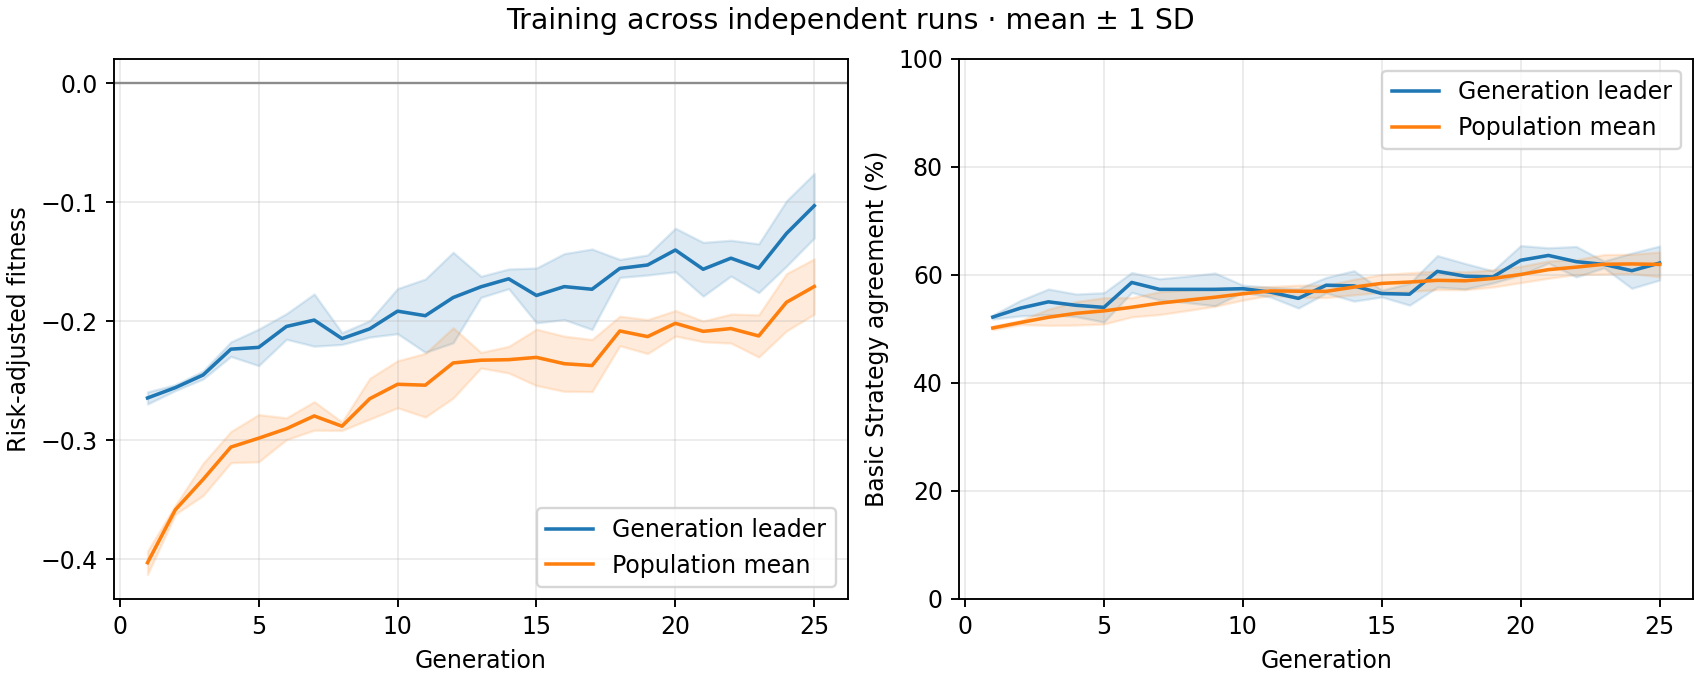 Training across independent runs · mean ± 1 SD
Risk-adjusted fitness
0.0
−0.1
−0.2
−0.3
−0.4
0
5
10
15
20
25
Generation
Generation leader
Population mean
Basic Strategy agreement (%)
100
80
60
40
20
0
0
5
10
15
20
25
Generation
Generation leader
Population mean